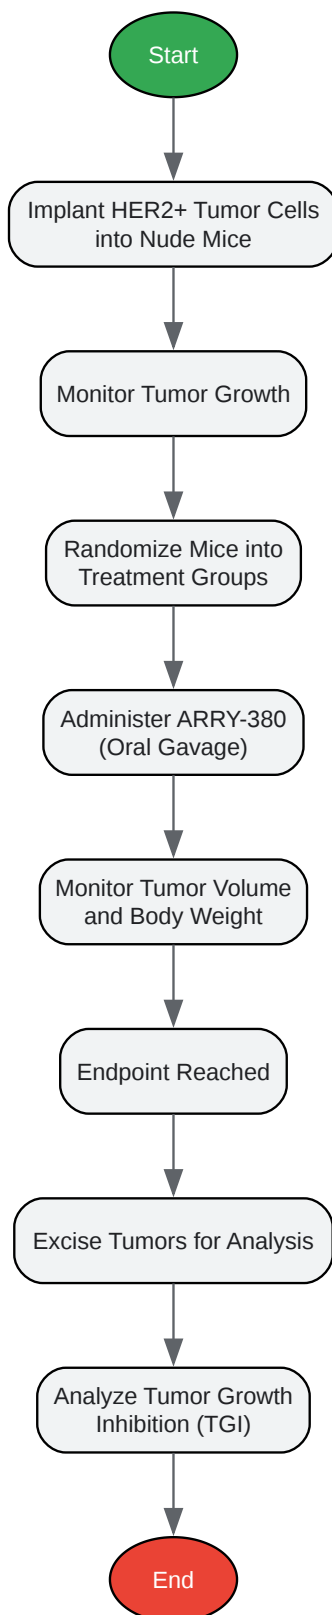 Start
Implant HER2+ Tumor Cells
into Nude Mice
Monitor Tumor Growth
Randomize Mice into
Treatment Groups
Administer ARRY-380
(Oral Gavage)
Monitor Tumor Volume
and Body Weight
Endpoint Reached
Excise Tumors for Analysis
Analyze Tumor Growth
Inhibition (TGI)
End